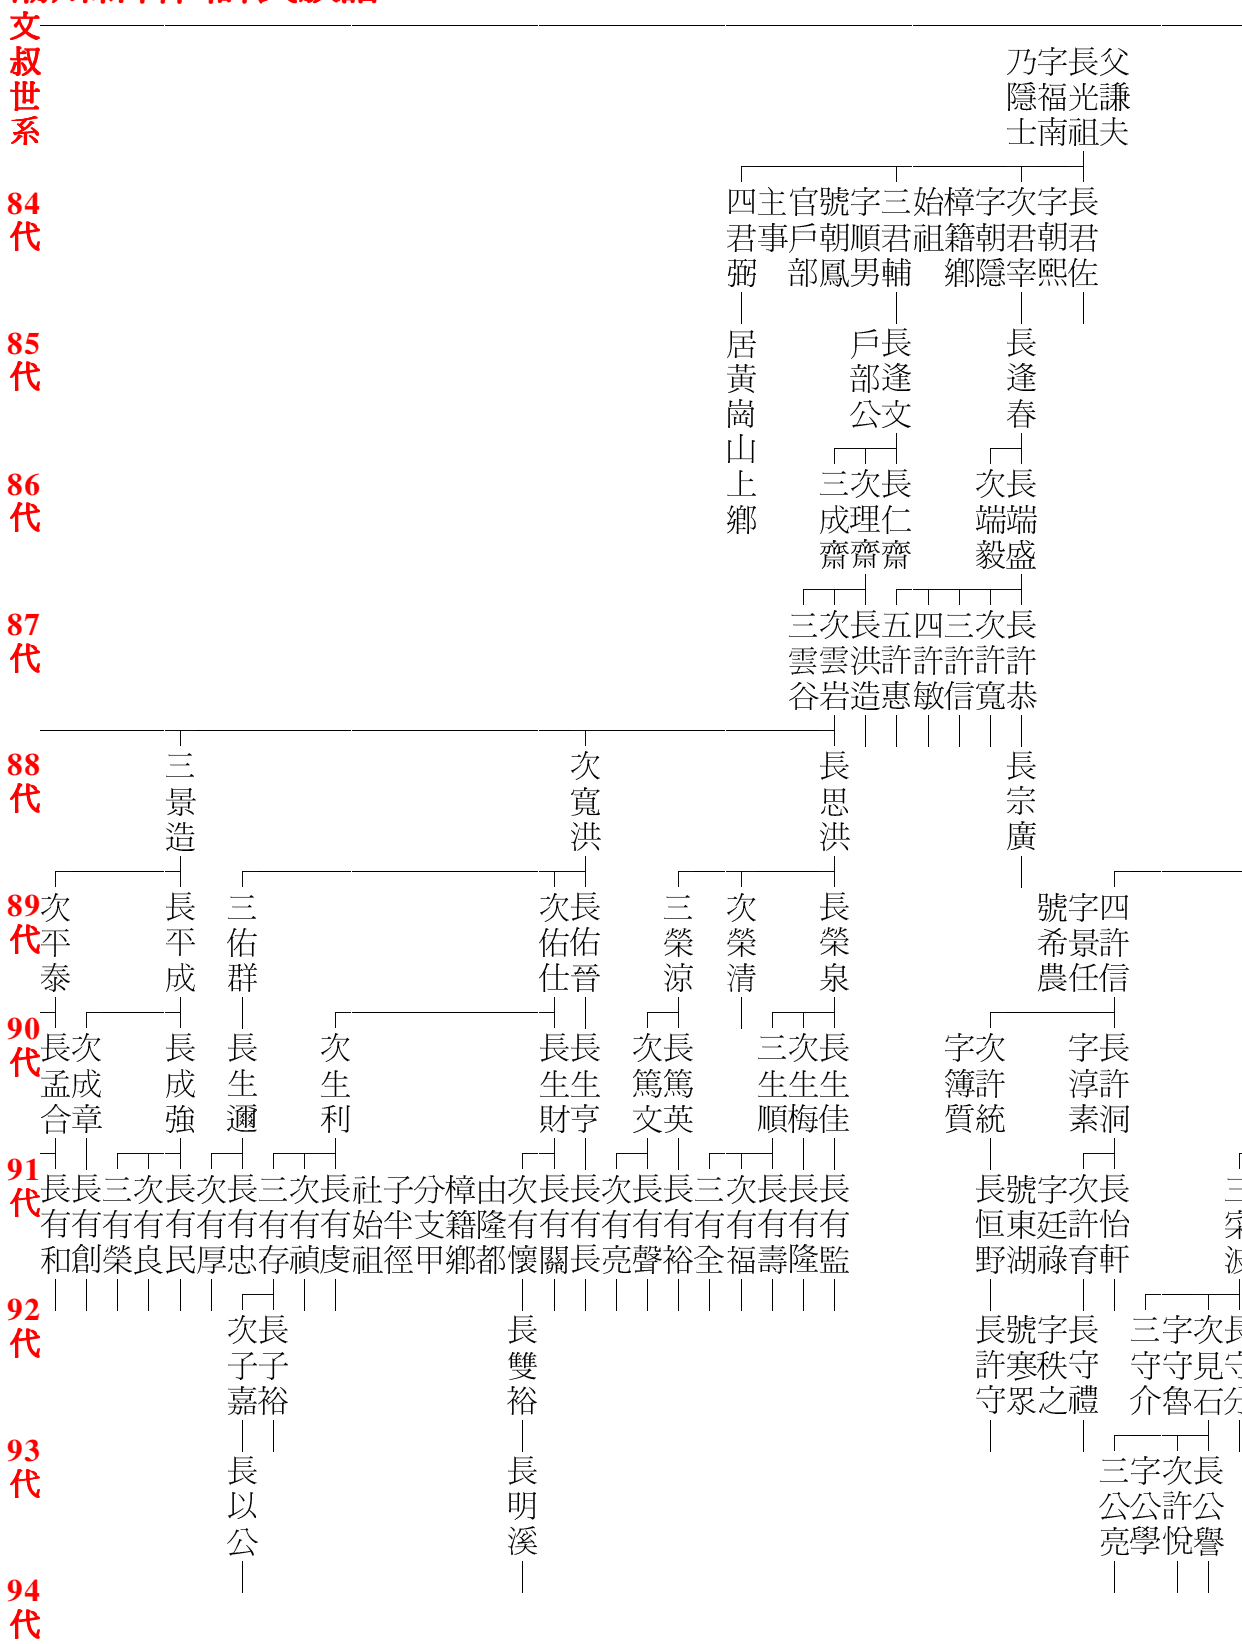 文叔世系
父謙夫
長光祖
字福南
乃隱士
84代
長君佐
字朝熙
次君宰
字朝隱
樟籍鄉
始祖
三君輔
字順男
號朝鳳
官戶部
主事
四君弼
85代
長逢春
長逢文
戶部公
居黃崗山上鄉
86代
長端盛
次端毅
長仁齋
次理齋
三成齋
87代
長許恭
次許寬
三許信
四許敏
五許惠
長洪造
次雲岩
三雲谷
88代
長宗廣
長思洪
次寬洪
三景造
89代
四許信
字景任
號希農
長榮泉
次榮清
三榮涼
長佑晉
次佑仕
三佑群
長平成
次平泰
90代
長許洞
字淳素
次許統
字簿質
長生佳
次生梅
三生順
長篤英
次篤文
長生亨
長生財
次生利
長生邇
長成強
次成章
長孟合
91代
長怡軒
次許育
字廷祿
號東湖
長恒野
長有監
長有隆
長有壽
次有福
三有全
長有裕
長有聲
次有亮
長有長
長有關
次有懷
由隆都
樟籍鄉
分支甲
子半徑
社始祖
長有虔
次有禎
三有存
長有忠
次有厚
長有民
次有良
三有榮
長有創
長有和
92代
次見石
字守魯
三守介
長守禮
字秩之
號寒眾
長許守
長雙裕
長子裕
次子嘉
93代
長公譽
次許悅
字公學
三公亮
長明溪
長以公
94代